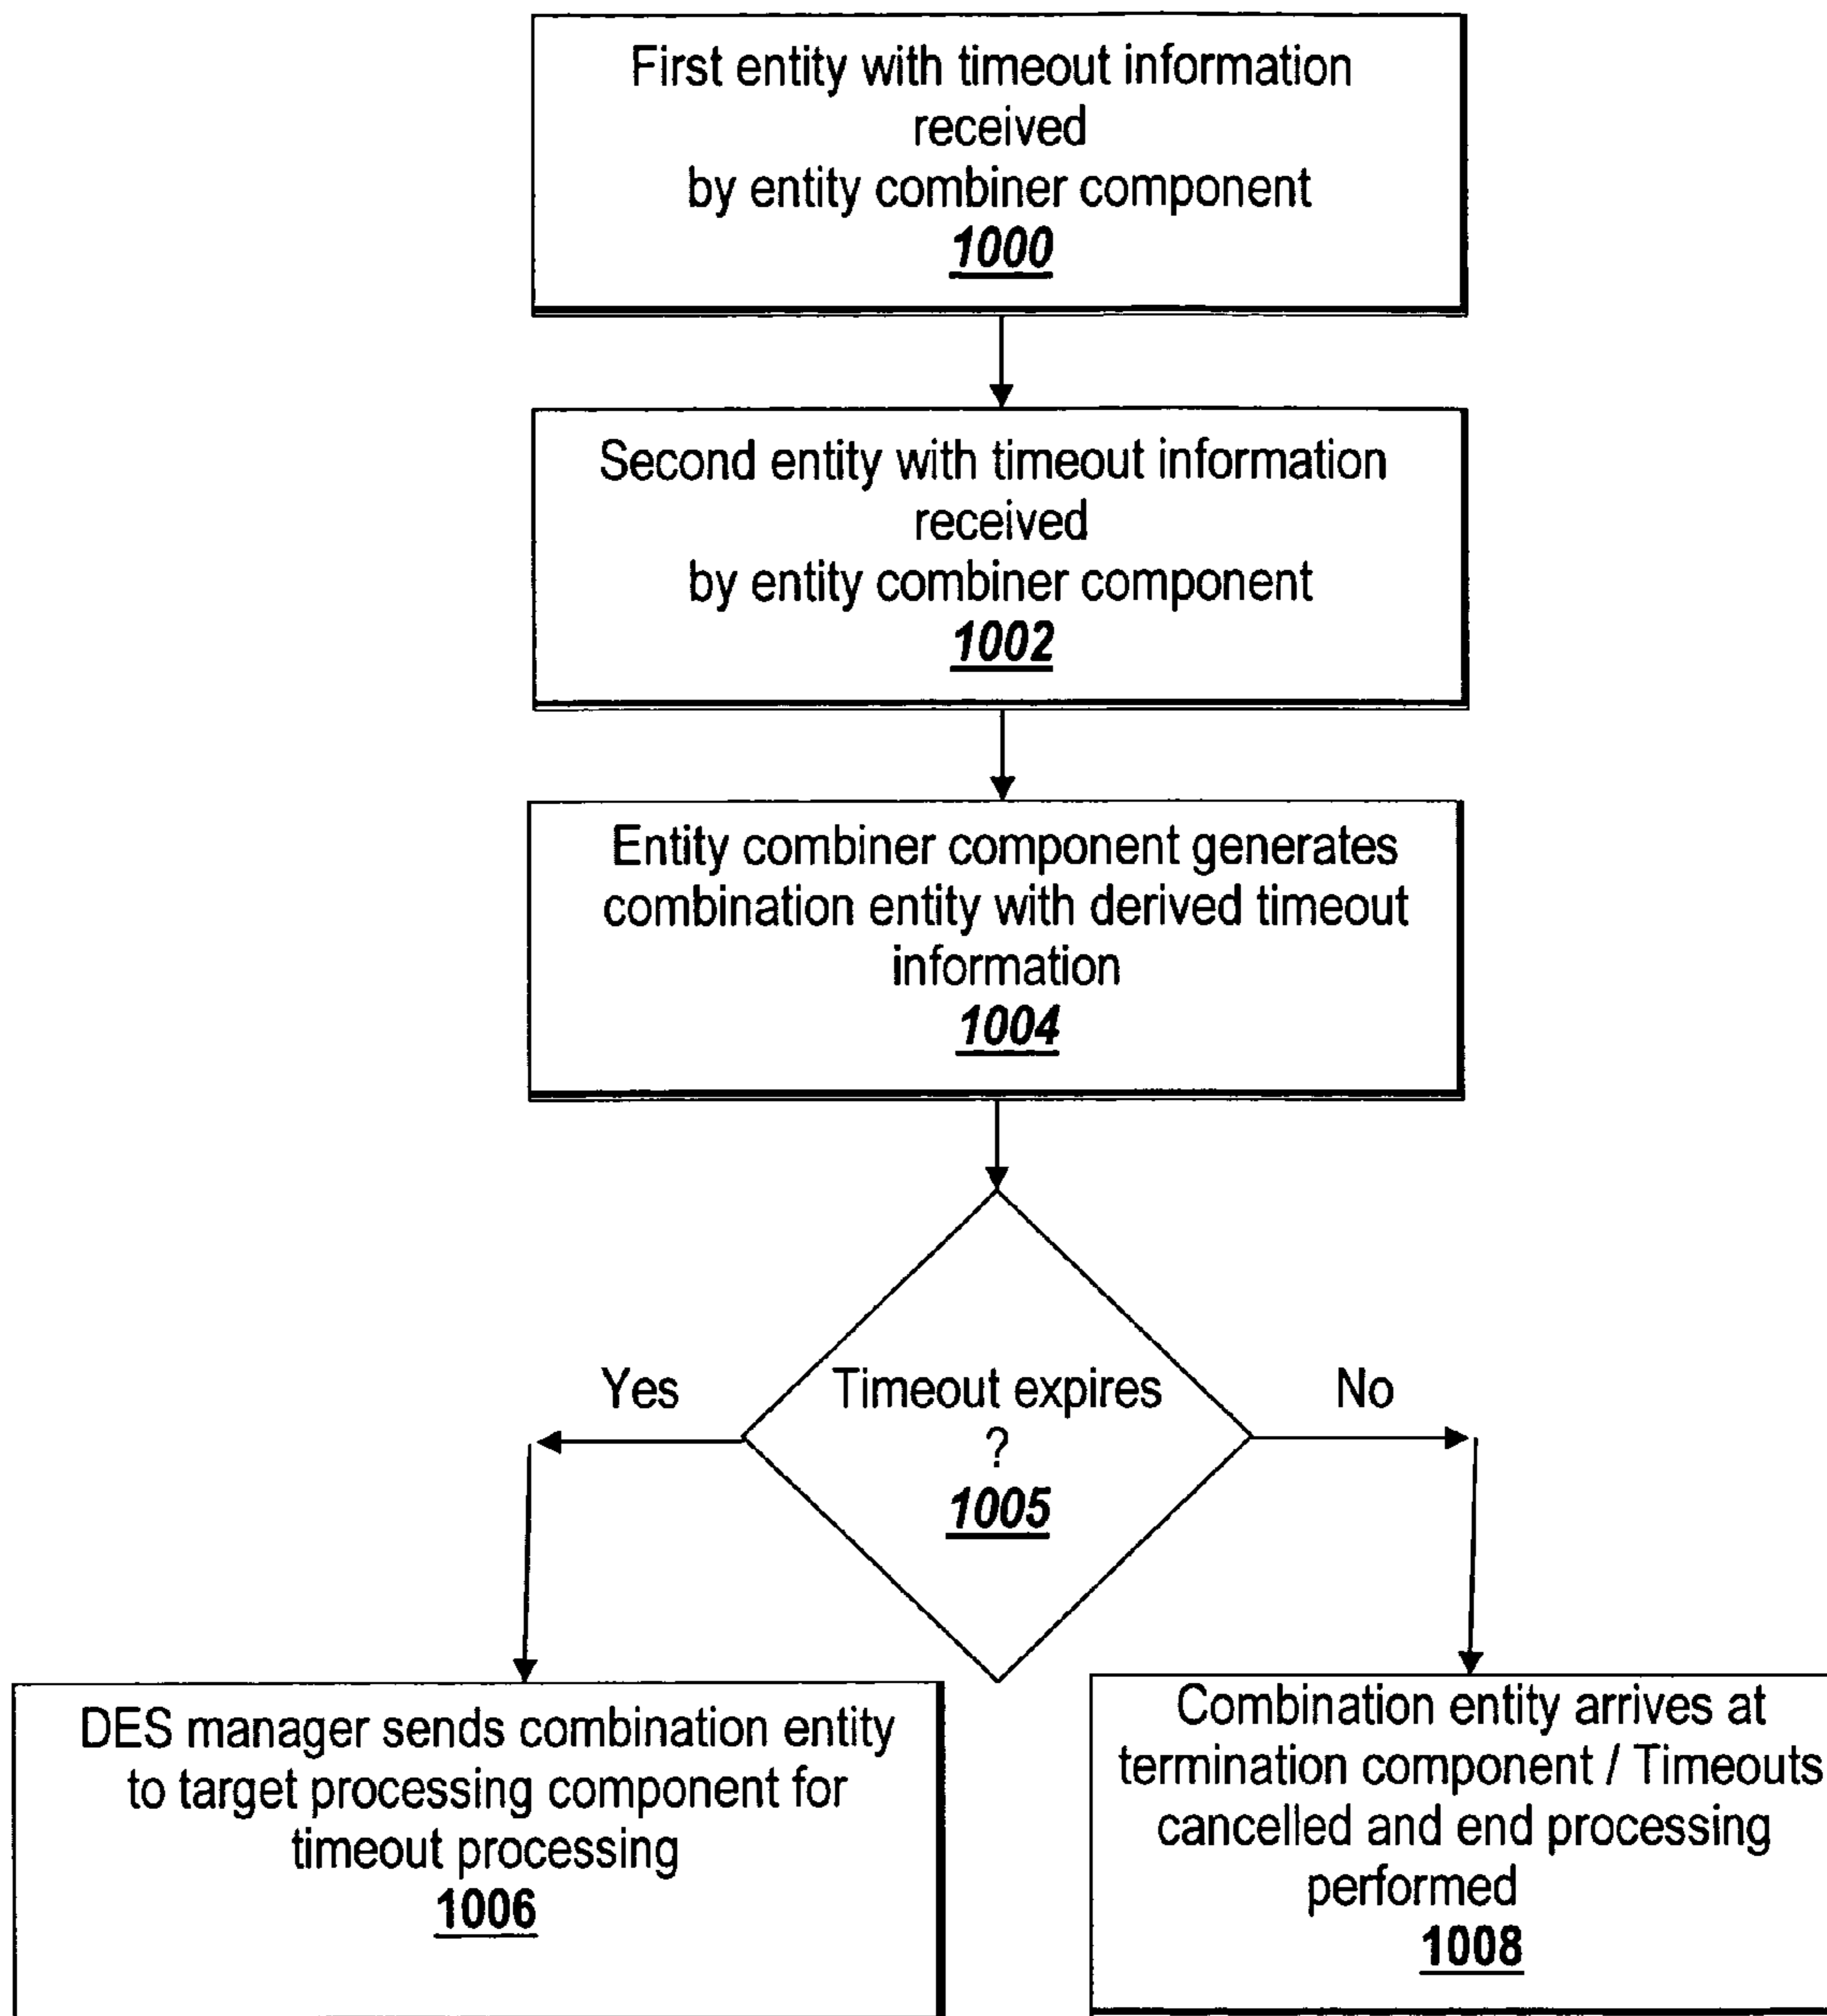 First entity with timeout information
received
by entity combiner component
1000
Second entity with timeout information
received
by entity combiner component
1002
Entity combiner component generates
combination entity with derived timeout
information
1004
Yes
Timeout expires
?
1005
No
DES manager sends combination entity
to target processing component for
timeout processing
1006
Combination entity arrives at
termination component / Timeouts
cancelled and end processing
performed
1008